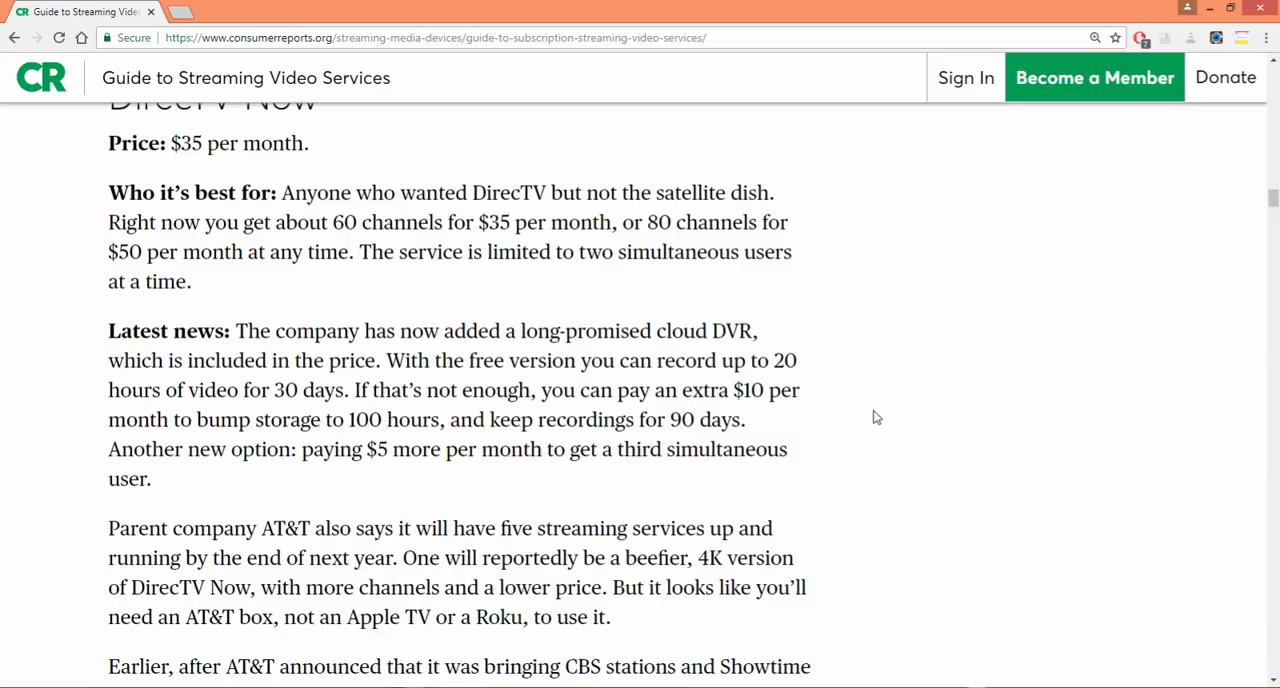 Guide to Streaming Video
Secure https://www.consumerreports.org/streaming-media-devices/guide-to-subscription-streaming-video-services/
7
CR Guide to Streaming Video Services Sign In Become a Member Donate
DirecTV Now
Price: $35 per month.
Who it’s best for: Anyone who wanted DirecTV but not the satellite dish.
Right now you get about 60 channels for $35 per month, or 80 channels for
$50 per month at any time. The service is limited to two simultaneous users
at a time.
Latest news: The company has now added a long-promised cloud DVR,
which is included in the price. With the free version you can record up to 20
hours of video for 30 days. If that’s not enough, you can pay an extra $10 per
month to bump storage to 100 hours, and keep recordings for 90 days.
Another new option: paying $5 more per month to get a third simultaneous
user.
Parent company AT&T also says it will have five streaming services up and
running by the end of next year. One will reportedly be a beefier, 4K version
of DirecTV Now, with more channels and a lower price. But it looks like you’ll
need an AT&T box, not an Apple TV or a Roku, to use it.
Earlier, after AT&T announced that it was bringing CBS stations and Showtime